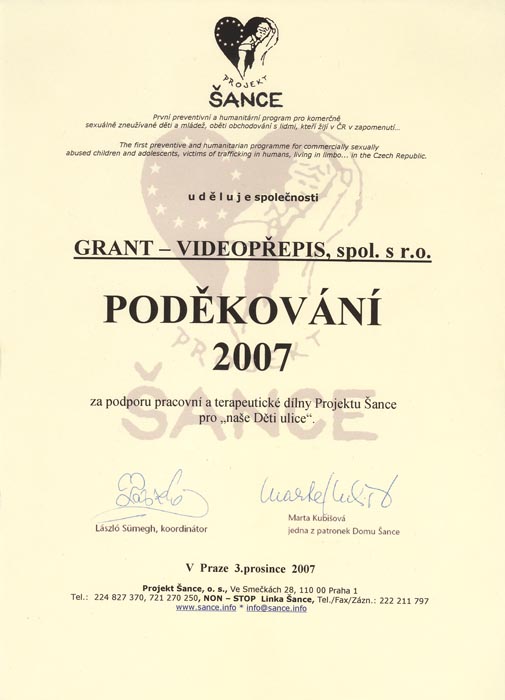 PROJEKT
ŠANCE
První preventivní a humanitární program pro komerčně
sexuálně zneužívané děti a mládež, oběti obchodování s lidmi, kteří žijí v ČR v zapomenutí...
The first preventive and humanitarian programme for commercially sexually
abused children and adolescents, victims of trafficking in humans, living in limbo... in the Czech Republic.
uděluje společnosti
GRANT – VIDEOPŘEPIS, spol. s r.o.
PODĚKOVÁNÍ
2007
PROJEKT
ŠANCE
za podporu pracovní a terapeutické dílny Projektu Šance
pro „naše Děti ulice“.
László Sümegh, koordinátor
Marta Kubišová
jedna z patronek Domu Šance
V Praze 3.prosince 2007
Projekt Šance, o. s., Ve Smečkách 28, 110 00 Praha 1
Tel.: 224 827 370, 721 270 250, NON – STOP Linka Šance, Tel./Fax/Zázn.: 222 211 797
www.sance.info * info@sance.info